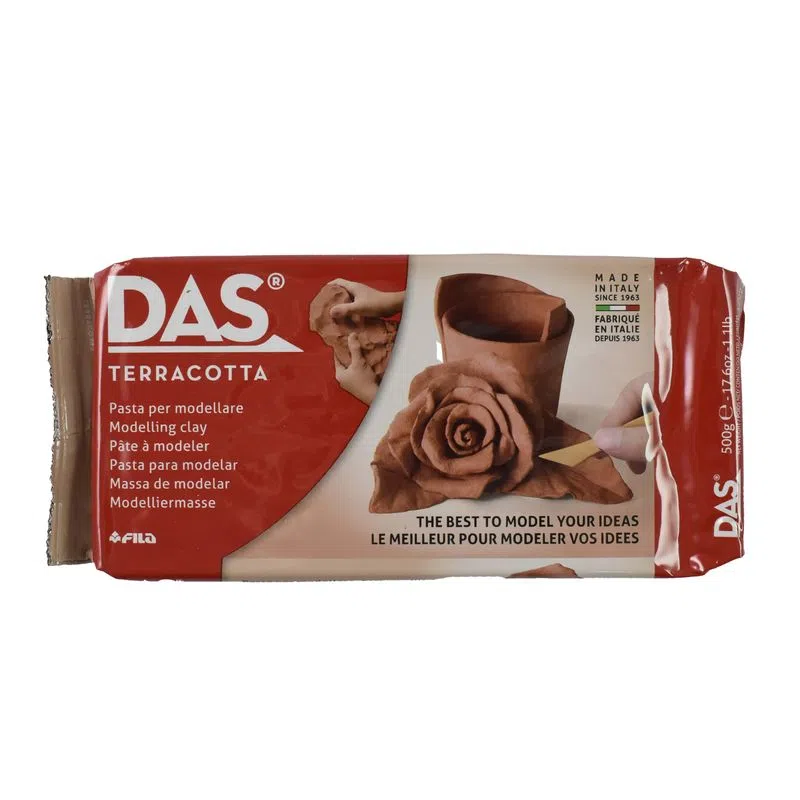 DAS®
TERRACOTTA
Pasta per modellare
Modelling clay
Pâte à modeler
Pasta para modelar
Massa de modelar
Modelliermasse
FILA
MADE
IN ITALY
SINCE 1963
FABRIQUÉ
EN ITALIE
DEPUIS 1963
THE BEST TO MODEL YOUR IDEAS
LE MEILLEUR POUR MODELER VOS IDEES
DAS®
500g ℮ - 17.6oz - 1.1lb